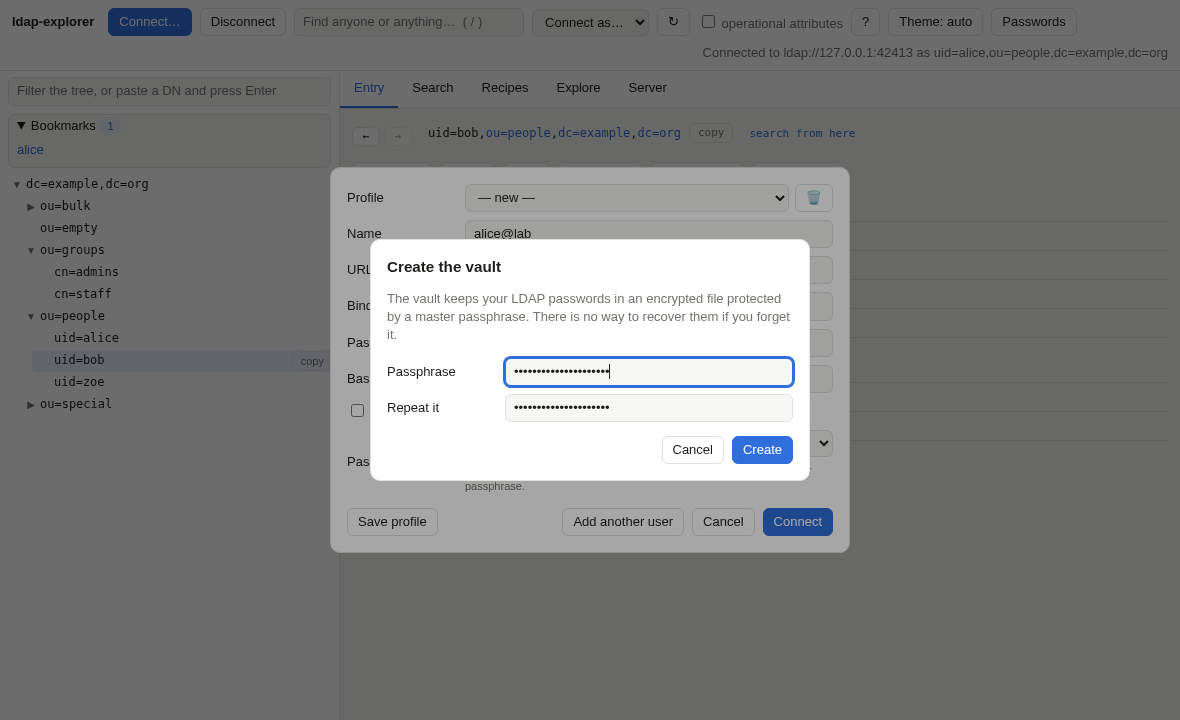 ldap-explorer Connect… Disconnect Find anyone or anything… ( / ) Connect as… ↻ operational attributes ? Theme: auto Passwords
Connected to ldap://127.0.0.1:42413 as uid=alice,ou=people,dc=example,dc=org
Filter the tree, or paste a DN and press Enter
Bookmarks 1
alice
dc=example,dc=org
ou=bulk
ou=empty
ou=groups
cn=admins
cn=staff
ou=people
uid=alice
uid=bob copy
uid=zoe
ou=special
Entry Search Recipes Explore Server
← → uid=bob,ou=people,dc=example,dc=org copy search from here
Profile — new —
Name alice@lab
URL
Bind
Pas
Bas
Pas
passphrase.
Save profile Add another user Cancel Connect
Create the vault
The vault keeps your LDAP passwords in an encrypted file protected
by a master passphrase. There is no way to recover them if you forget
it.
Passphrase •••••••••••••••••••••
Repeat it •••••••••••••••••••••
Cancel Create